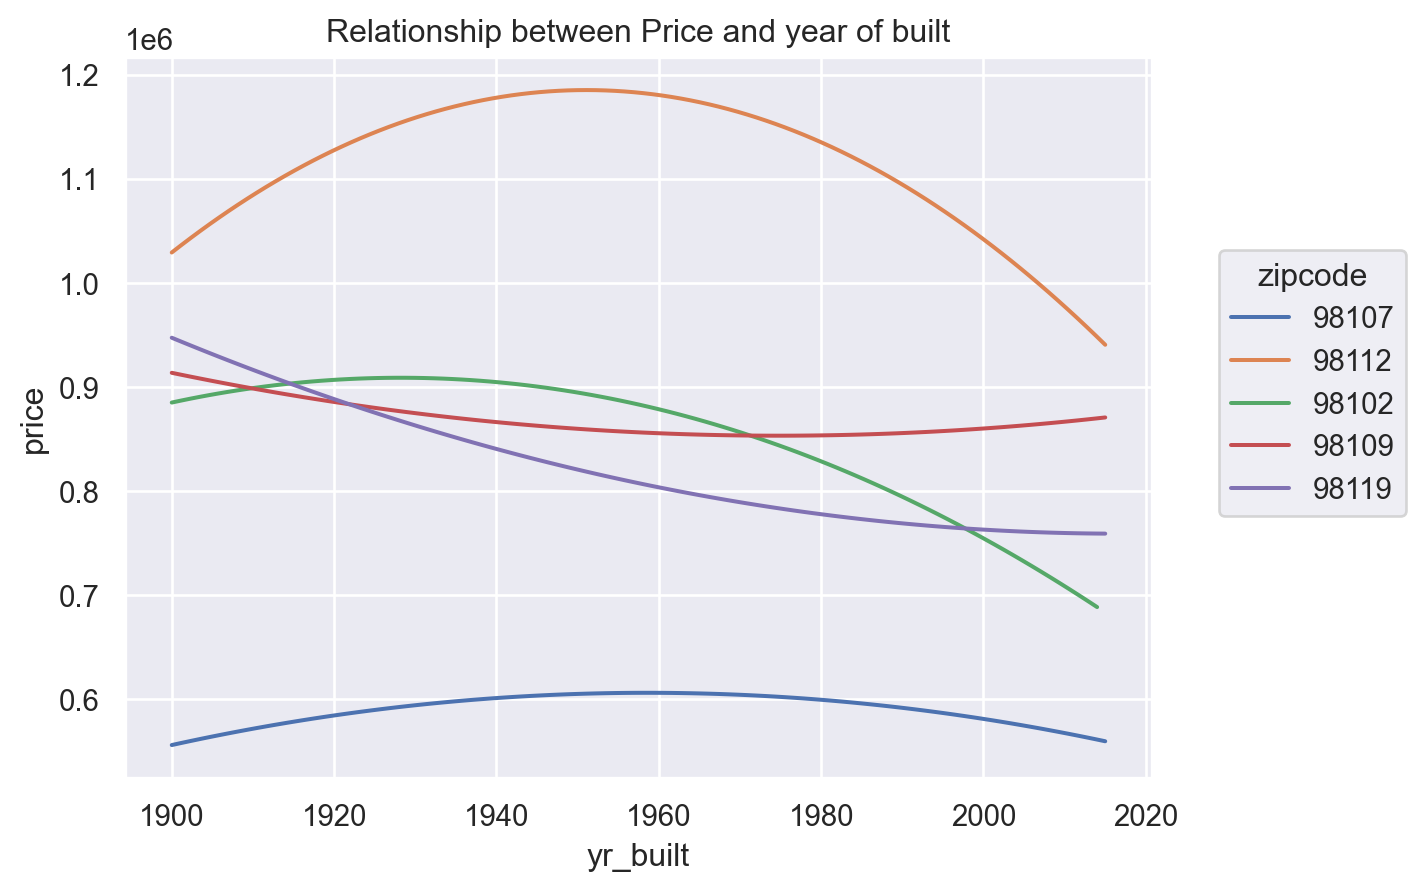 Relationship between Price and year of built
1e6
1.2
1.1
1.0
0.9
0.8
0.7
0.6
price
1900 1920 1940 1960 1980 2000 2020
yr_built
zipcode
98107
98112
98102
98109
98119